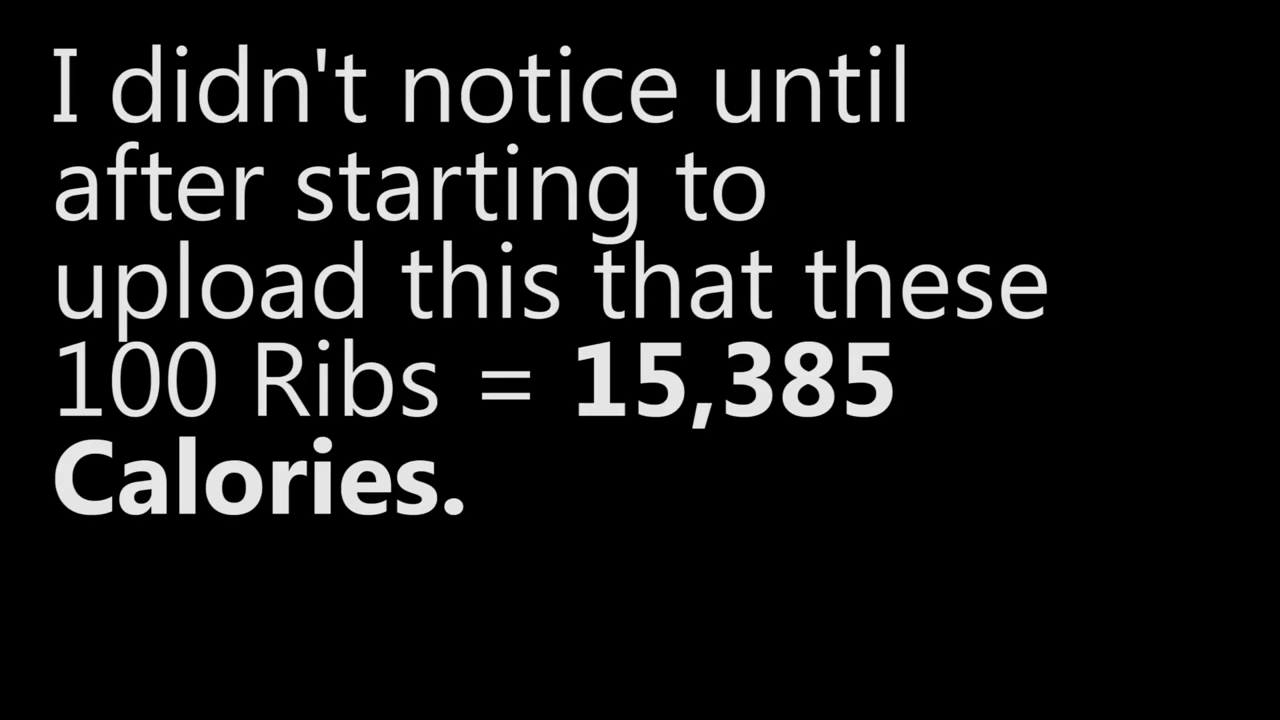 I didn't notice until
after starting to
upload this that these
100 Ribs = 15,385
Calories.